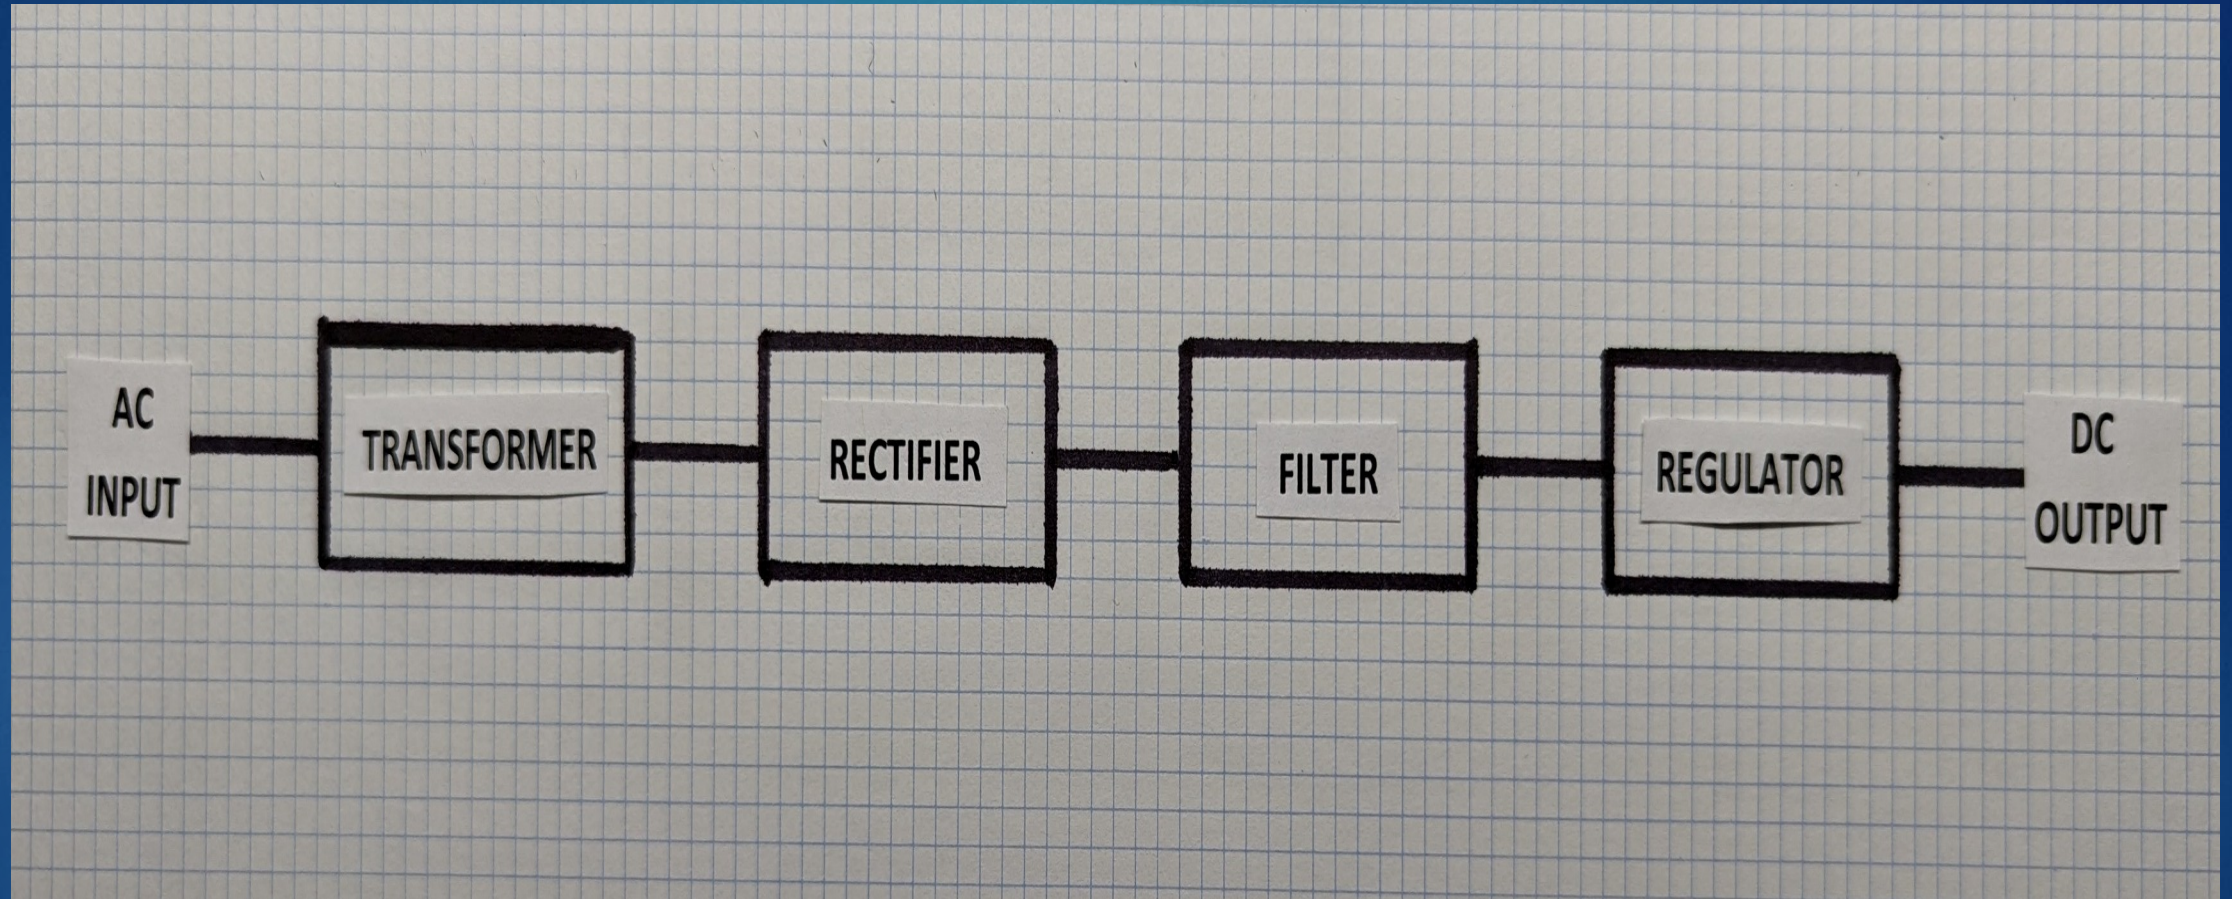 AC
INPUT
TRANSFORMER
RECTIFIER
FILTER
REGULATOR
DC
OUTPUT